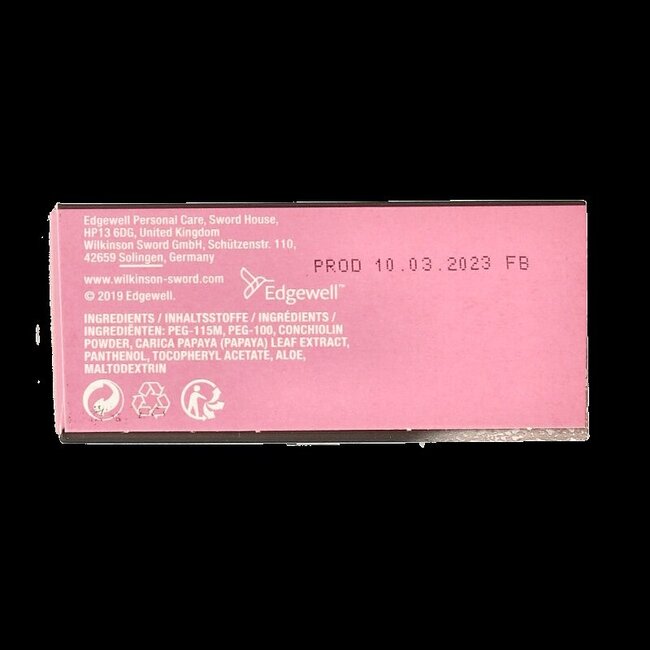 Edgewell Personal Care, Sword House,
HP13 6DG, United Kingdom
Wilkinson Sword GmbH, Schützenstr. 110,
42659 Solingen, Germany
www.wilkinson-sword.com
© 2019 Edgewell.
Edgewell™
PROD 10.03.2023 FB
INGREDIENTS / INHALTSSTOFFE / INGRÉDIENTS /
INGREDIËNTEN: PEG-115M, PEG-100, CONCHIOLIN
POWDER, CARICA PAPAYA (PAPAYA) LEAF EXTRACT,
PANTHENOL, TOCOPHERYL ACETATE, ALOE,
MALTODEXTRIN